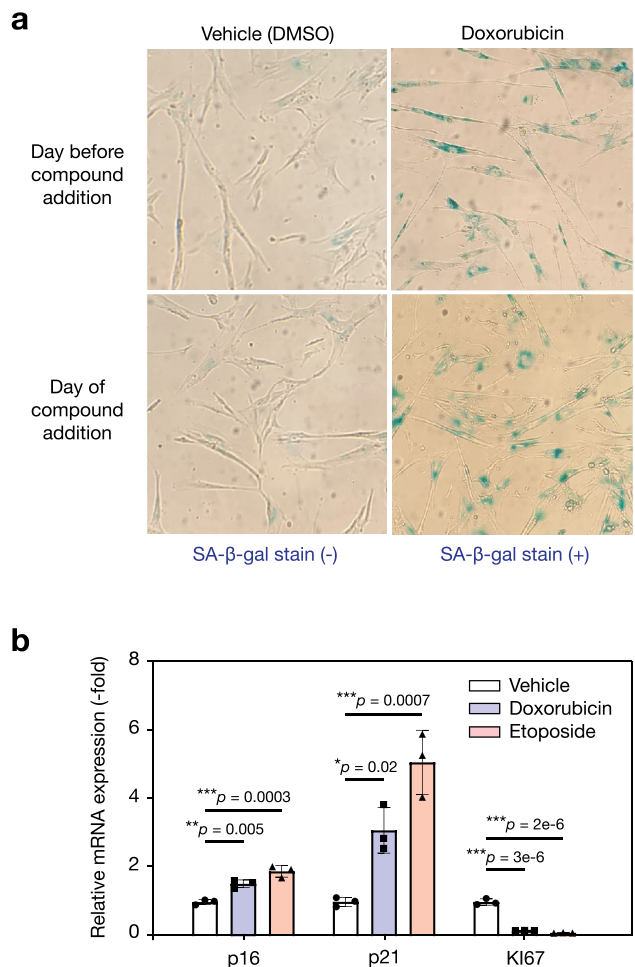 a
Vehicle (DMSO)
Doxorubicin
Day before
compound
addition
Day of
compound
addition
SA-β-gal stain (-)
SA-β-gal stain (+)
b
Relative mRNA expression (-fold)
8
6
4
2
0
Vehicle
Doxorubicin
Etoposide
***p = 0.0003
**p = 0.005
***p = 0.0007
*p = 0.02
***p = 2e-6
***p = 3e-6
p16
p21
KI67